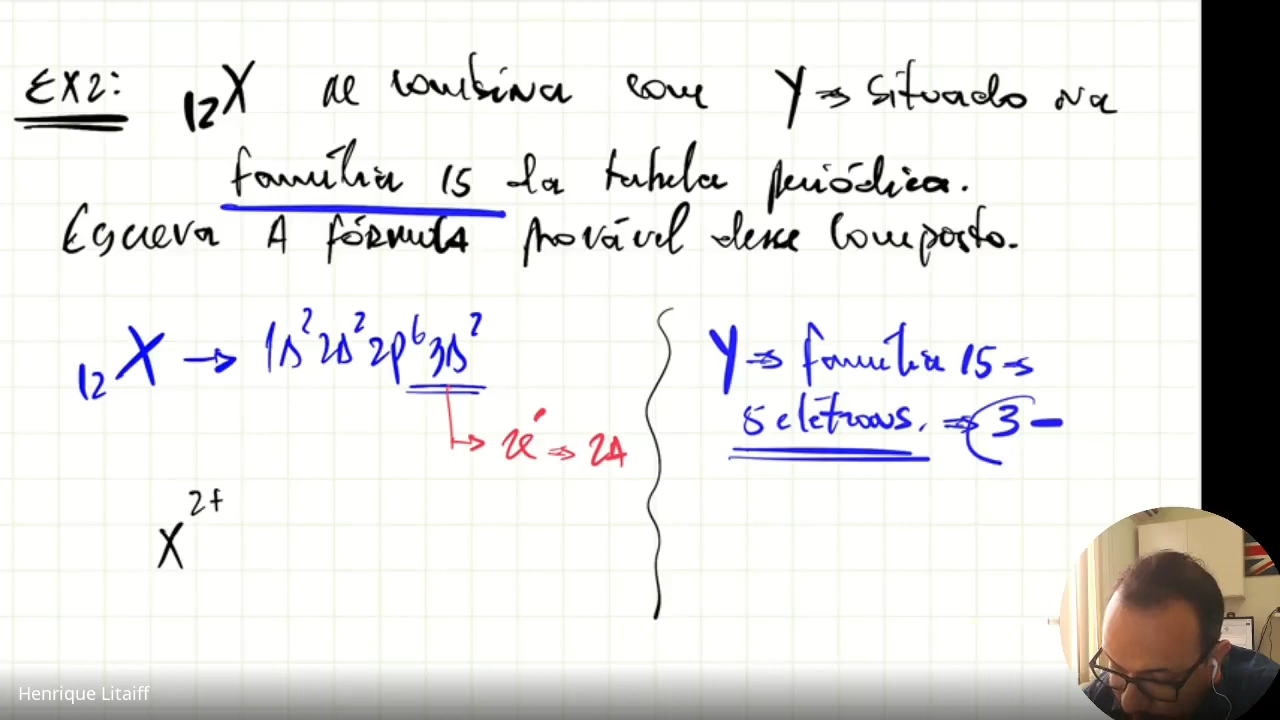 EX2: ₁₂X se combina com Y ⇒ situado na
família 15 da tabela periódica.
Escreva A fórmula provável desse composto.
₁₂X → 1s² 2s² 2p⁶ 3s²
↳ 2é ⇒ 2A
X²⁺
Y ⇒ família 15 ⇒
5 elétrons. ⇒ 3-
Henrique Litaiff